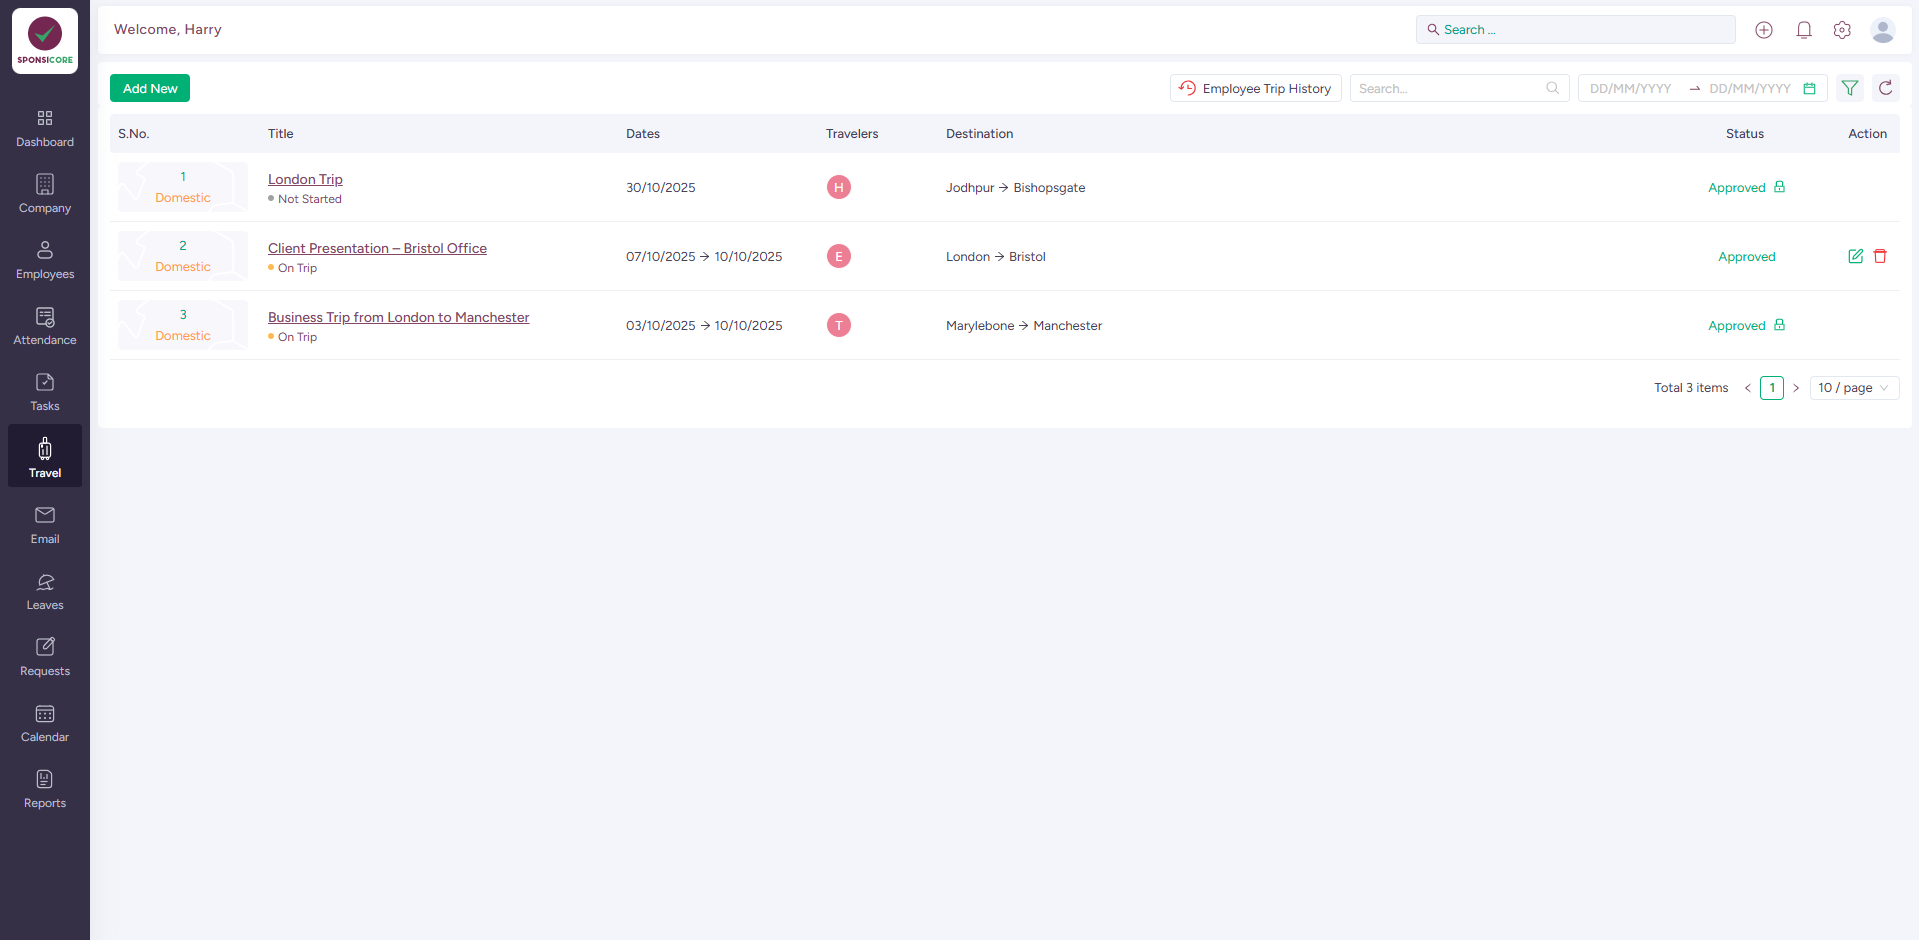 SPONSICORE
Dashboard
Company
Employees
Attendance
Tasks
Travel
Email
Leaves
Requests
Calendar
Reports
Welcome, Harry
Search ...
Add New
Employee Trip History
Search...
DD/MM/YYYY → DD/MM/YYYY
S.No. Title Dates Travelers Destination Status Action
1
Domestic
London Trip
Not Started
30/10/2025
H
Jodhpur → Bishopsgate
Approved
2
Domestic
Client Presentation – Bristol Office
On Trip
07/10/2025 → 10/10/2025
E
London → Bristol
Approved
3
Domestic
Business Trip from London to Manchester
On Trip
03/10/2025 → 10/10/2025
T
Marylebone → Manchester
Approved
Total 3 items < 1 > 10 / page